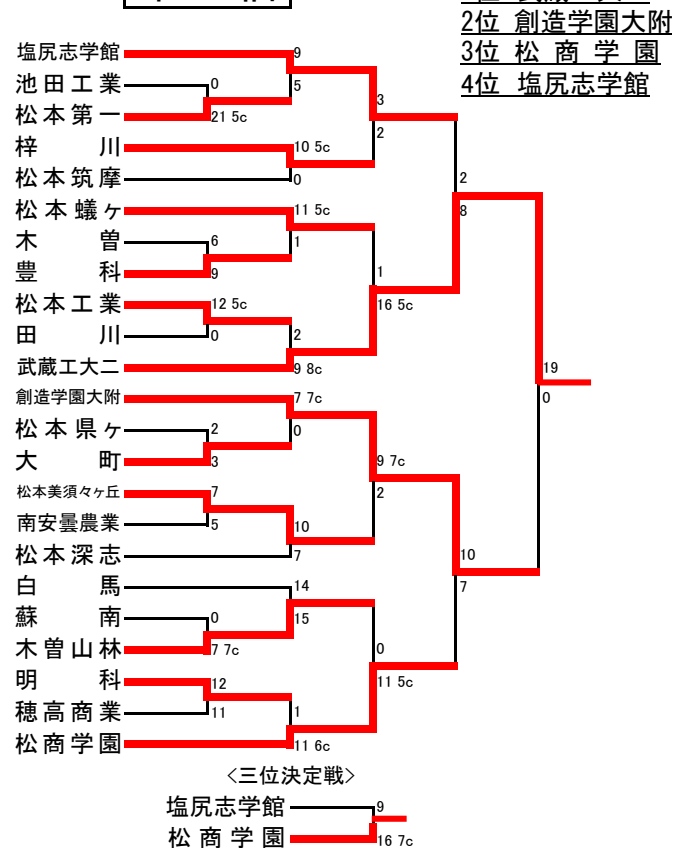 2位 創造学園大附
3位 松商学園
4位 塩尻志学館
塩尻志学館 9
池田工業 0
5
松本第一 21 5c
3
2
梓川 10 5c
松本筑摩 0
2
8
松本蟻ヶ 11 5c
木曽 6
1
豊科 9
1
16 5c
松本工業 12 5c
田川 0
2
武蔵工大二 9 8c
19
0
創造学園大附 7 7c
松本県ヶ 2
0
大町 3
9 7c
2
松本美須々ヶ丘 7
南安曇農業 5
10
松本深志 7
10
7
白馬 14
蘇南 0
15
木曽山林 7 7c
0
11 5c
明科 12
穂高商業 11
1
松商学園 11 6c
<三位決定戦>
塩尻志学館 9
松商学園 16 7c